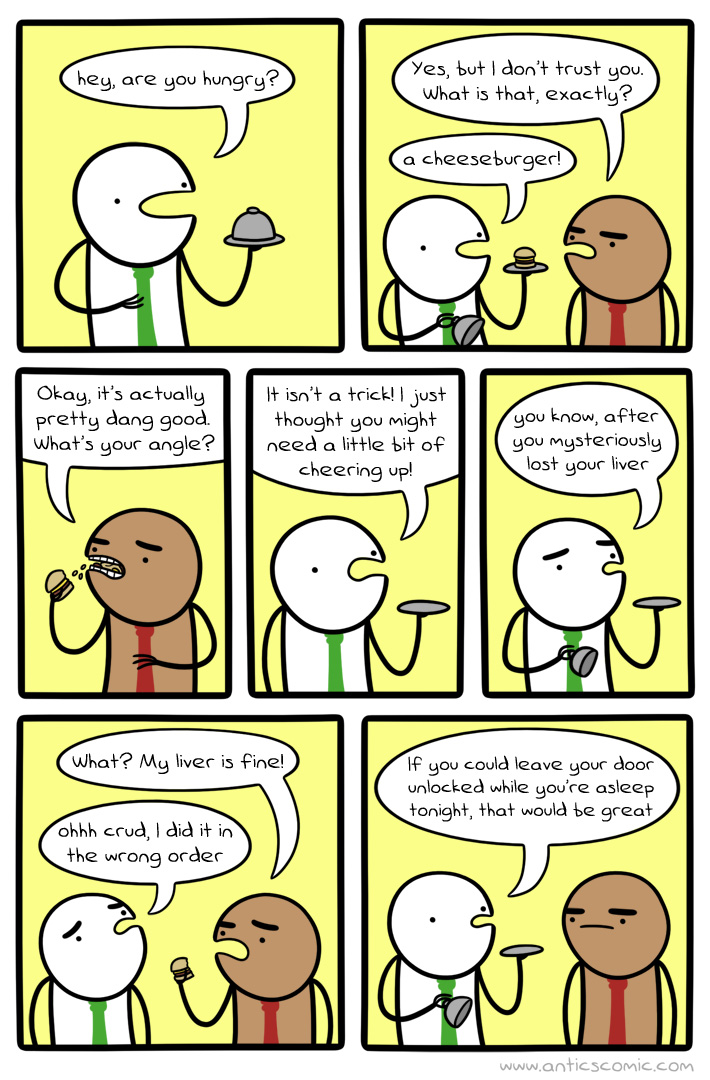 hey, are you hungry?
Yes, but I don't trust you.
What is that, exactly?
a cheeseburger!
Okay, it's actually
pretty dang good.
What's your angle?
It isn't a trick! I just
thought you might
need a little bit of
cheering up!
you know, after
you mysteriously
lost your liver
What? My liver is fine!
ohhh crud, I did it in
the wrong order
If you could leave your door
unlocked while you're asleep
tonight, that would be great
www.anticscomic.com